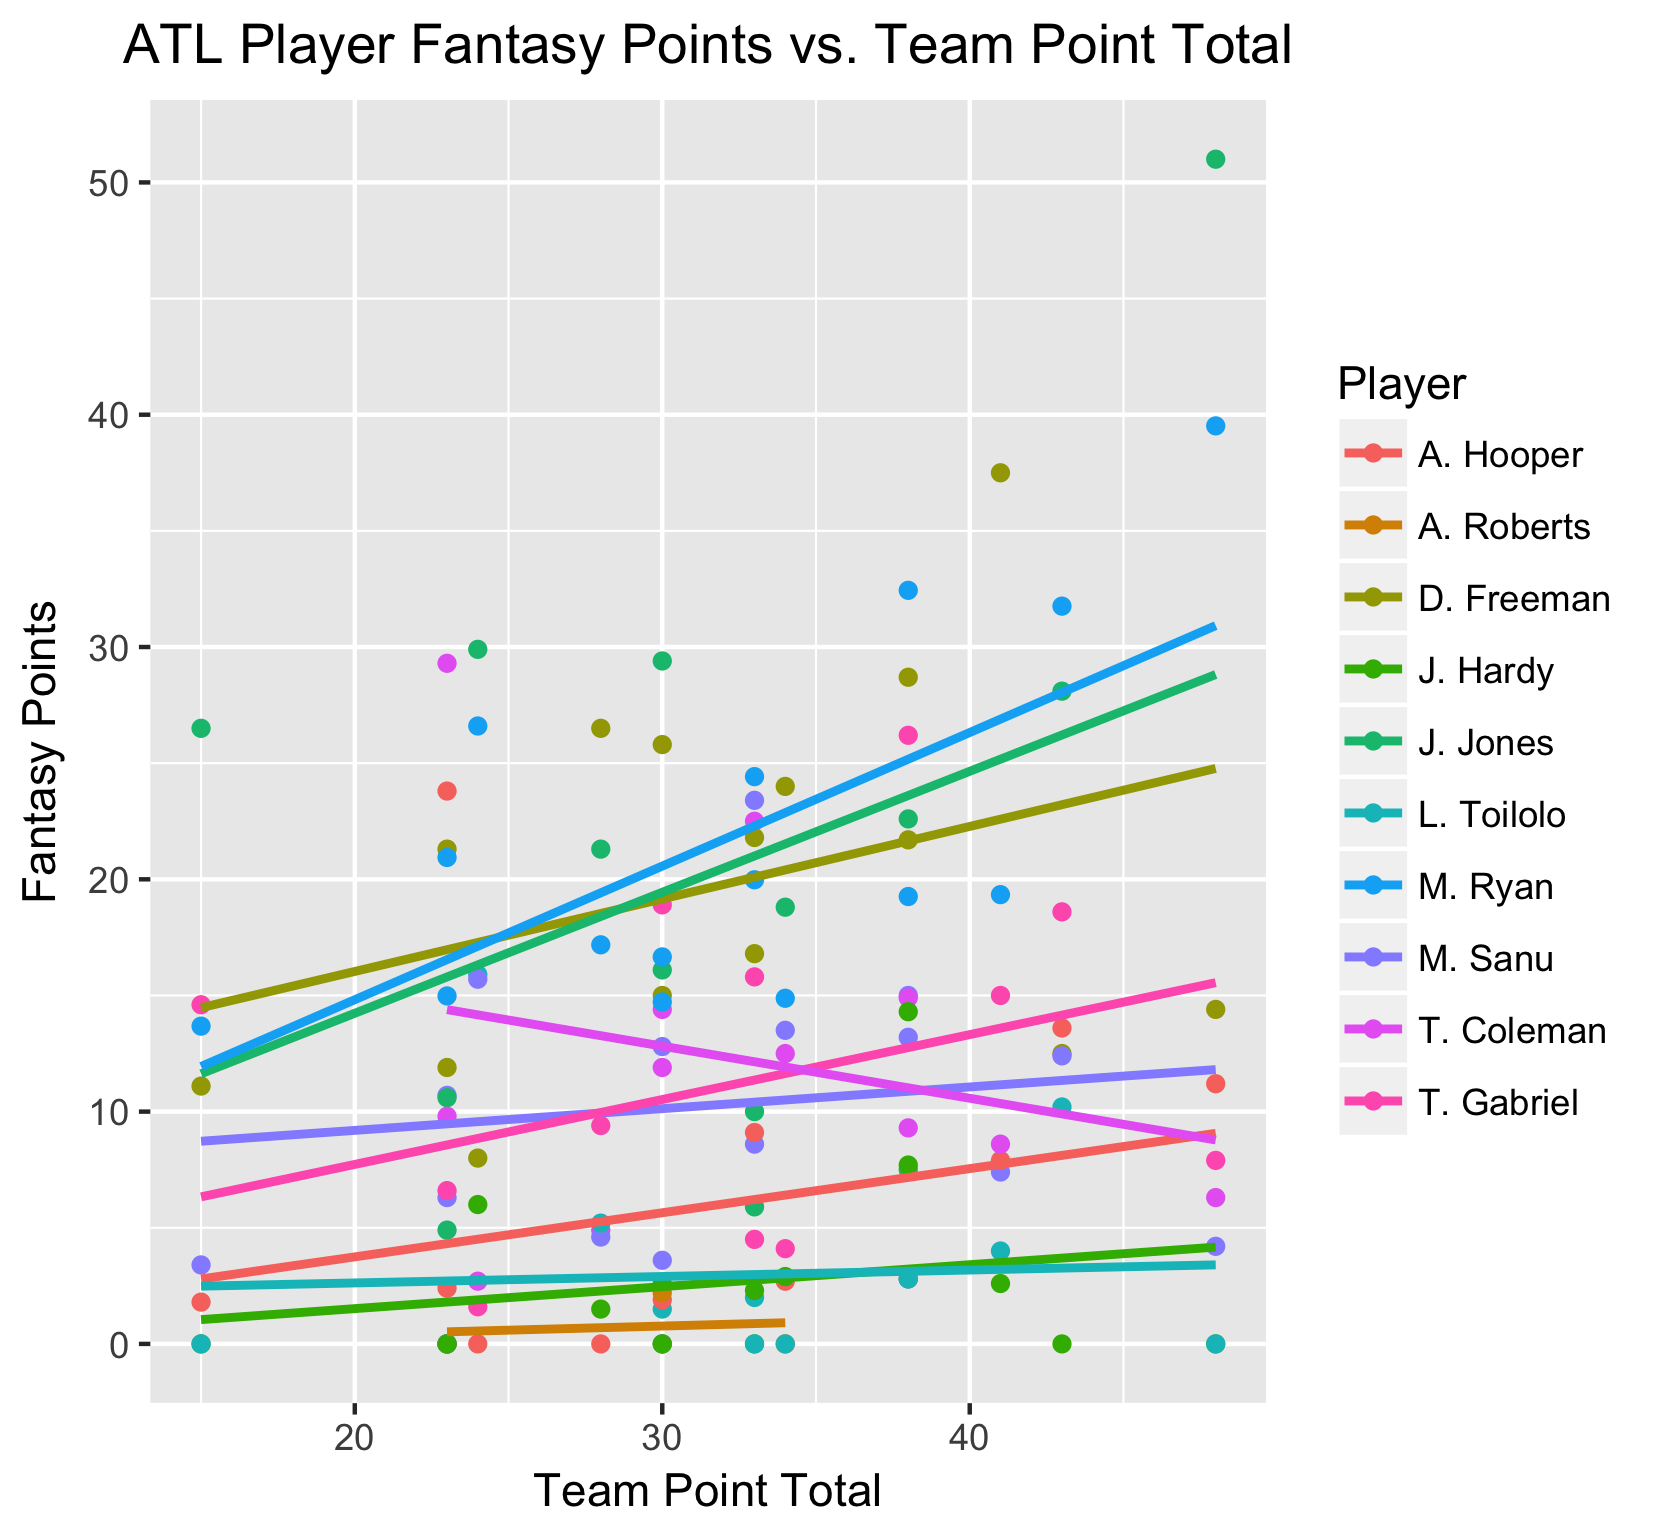 ATL Player Fantasy Points vs. Team Point Total
50
40
30
20
10
0
Fantasy Points
20
30
40
Team Point Total
Player
A. Hooper
A. Roberts
D. Freeman
J. Hardy
J. Jones
L. Toilolo
M. Ryan
M. Sanu
T. Coleman
T. Gabriel